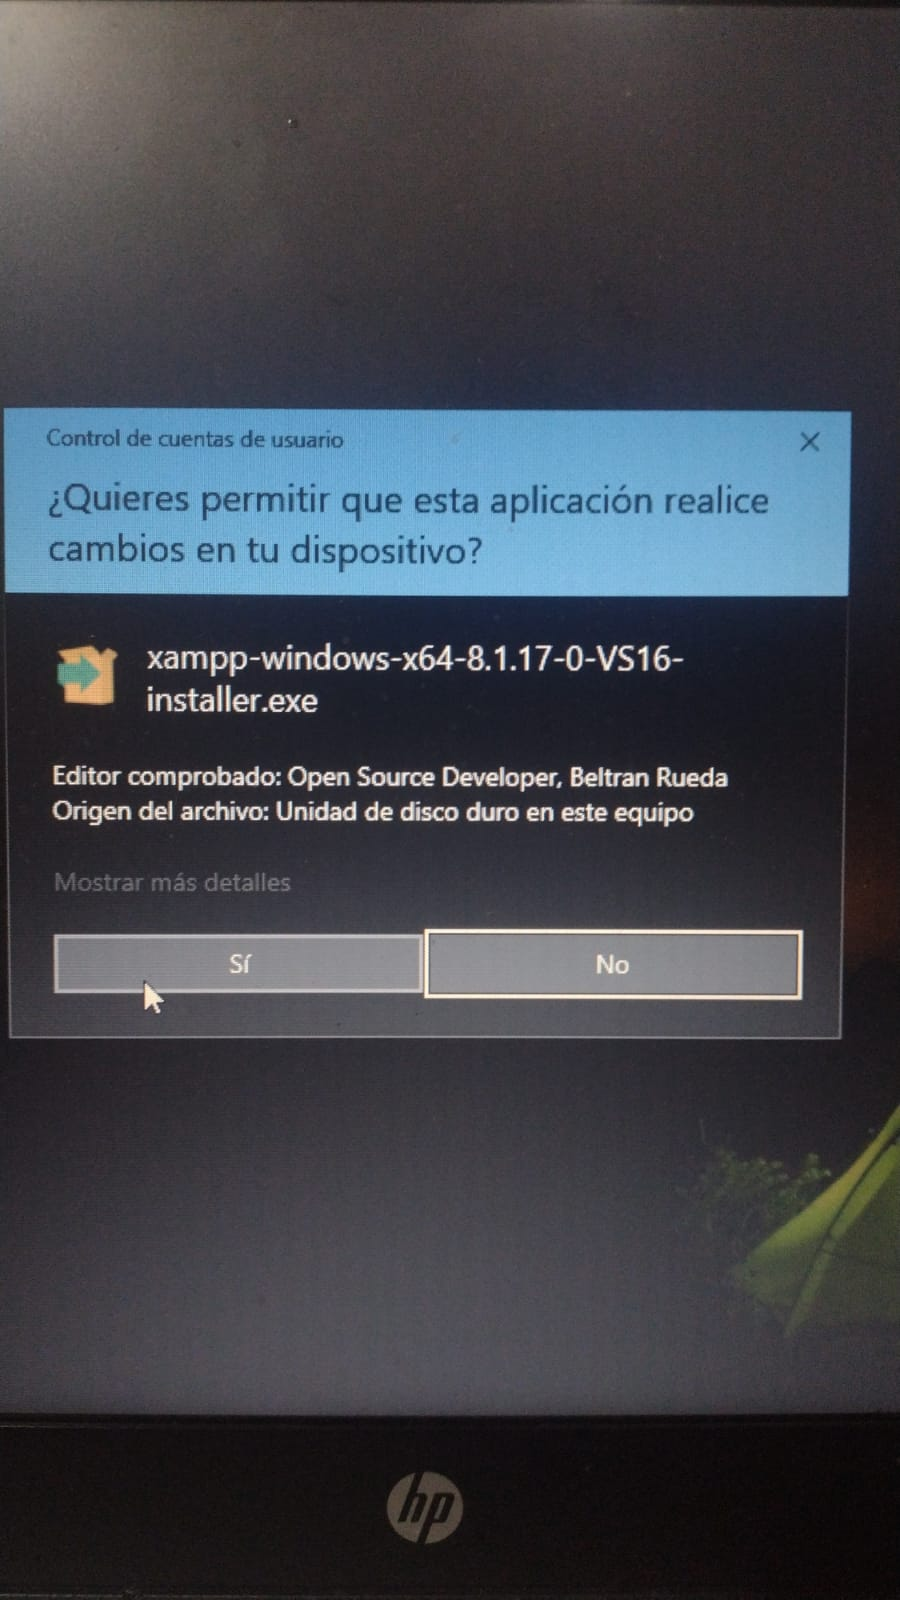 Control de cuentas de usuario
¿Quieres permitir que esta aplicación realice
cambios en tu dispositivo?
xampp-windows-x64-8.1.17-0-VS16-
installer.exe
Editor comprobado: Open Source Developer, Beltran Rueda
Origen del archivo: Unidad de disco duro en este equipo
Mostrar más detalles
Sí
No
hp